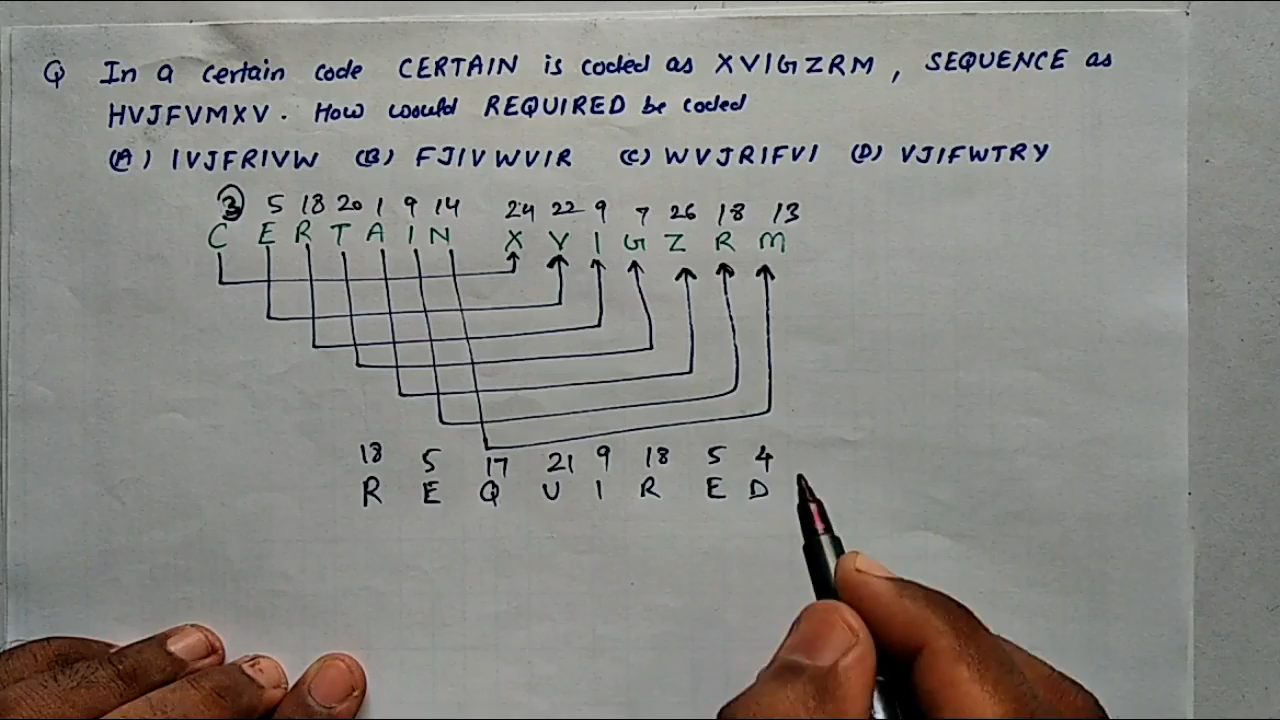 Q In a certain code CERTAIN is coded as XVIGZRM, SEQUENCE as
HVJFVMXV. How would REQUIRED be coded
(A) IVJFRIVW (B) FJIVWVIR (C) WVJRIFVI (D) VJIFWTRY
3 5 18 20 1 9 14 24 22 9 7 26 18 13
C E R T A I N X V I G Z R M
18 5 17 21 9 18 5 4
R E Q U I R E D